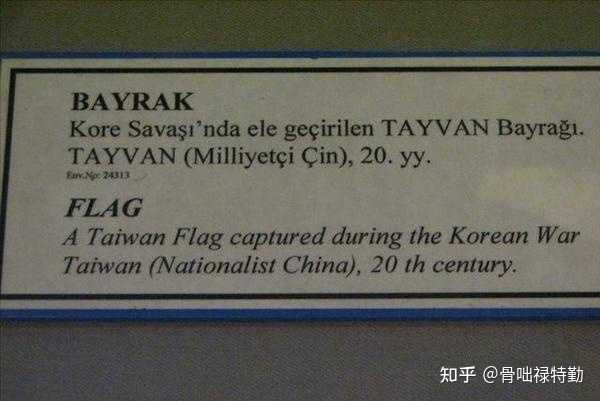 BAYRAK
Kore Savaşı'nda ele geçirilen TAYVAN Bayrağı.
TAYVAN (Milliyetçi Çin), 20. yy.
Env.No: 24313
FLAG
A Taiwan Flag captured during the Korean War
Taiwan (Nationalist China), 20 th century.
知乎 @骨咄禄特勤